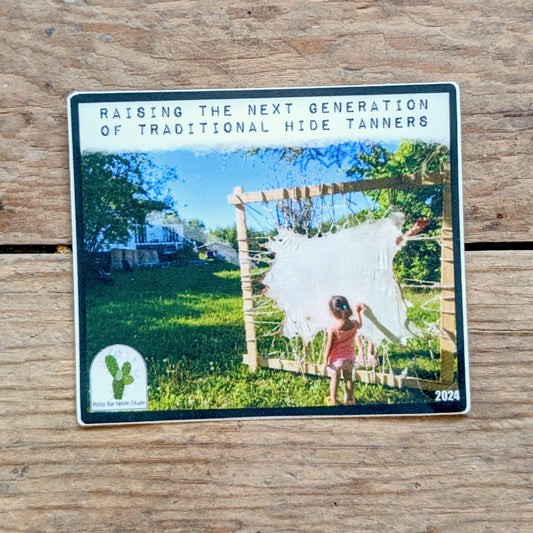 RAISING THE NEXT GENERATION
OF TRADITIONAL HIDE TANNERS
2024